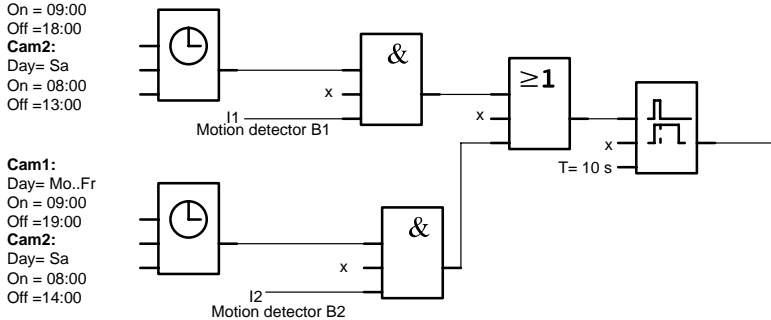 On = 09:00
Off =18:00
Cam2:
Day= Sa
On = 08:00
Off =13:00
&
x
I1
Motion detector B1
≥1
x
x
T= 10 s
Cam1:
Day= Mo..Fr
On = 09:00
Off =19:00
Cam2:
Day= Sa
On = 08:00
Off =14:00
&
x
I2
Motion detector B2